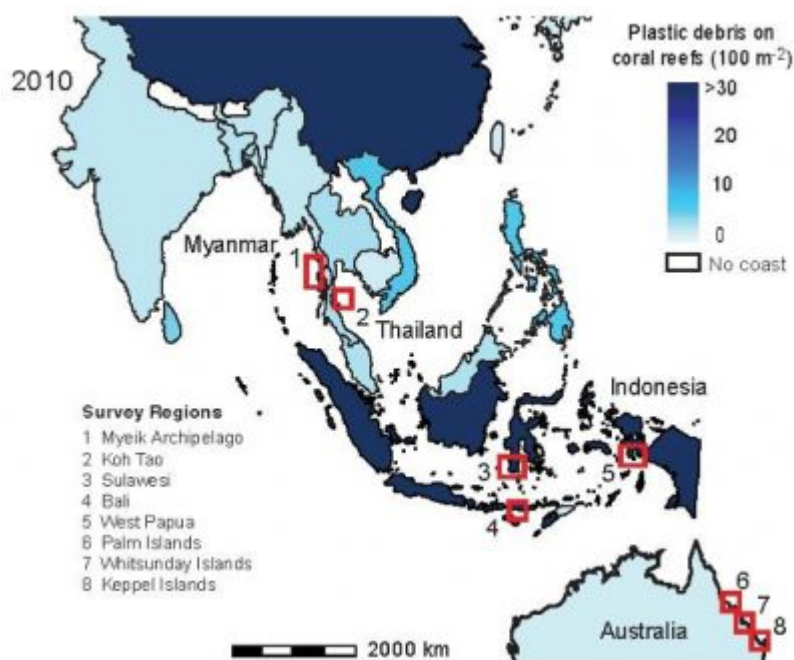 2010
Plastic debris on
coral reefs (100 m-2)
>30
20
10
0
No coast
Myanmar
1
2
Thailand
Indonesia
3
4
5
Survey Regions
1 Myeik Archipelago
2 Koh Tao
3 Sulawesi
4 Bali
5 West Papua
6 Palm Islands
7 Whitsunday Islands
8 Keppel Islands
6
7
8
Australia
2000 km